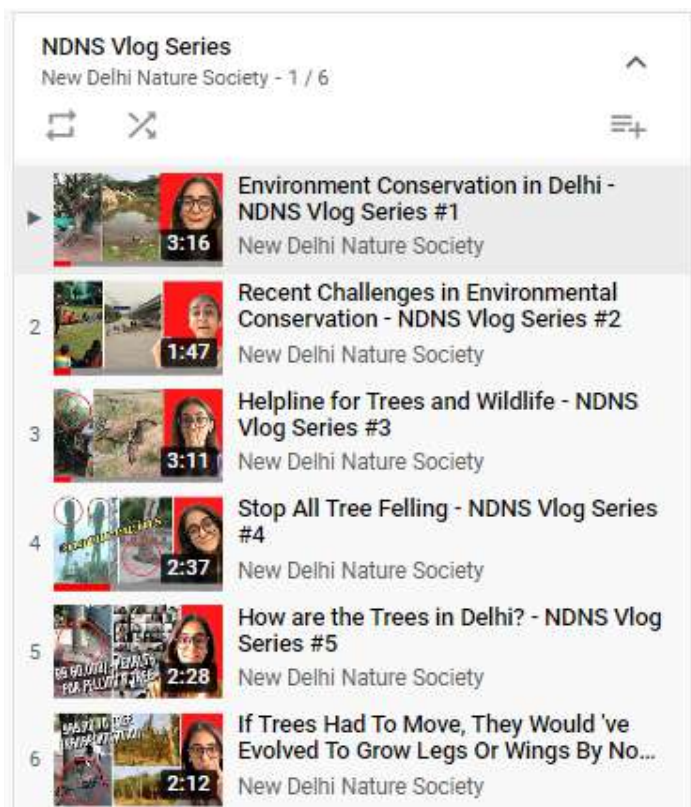 NDNS Vlog Series
New Delhi Nature Society - 1 / 6
Environment Conservation in Delhi -
NDNS Vlog Series #1
New Delhi Nature Society
3:16
2
Recent Challenges in Environmental
Conservation - NDNS Vlog Series #2
New Delhi Nature Society
1:47
3
Helpline for Trees and Wildlife - NDNS
Vlog Series #3
New Delhi Nature Society
3:11
4
Stop All Tree Felling - NDNS Vlog Series
#4
New Delhi Nature Society
2:37
5
How are the Trees in Delhi? - NDNS Vlog
Series #5
New Delhi Nature Society
FOR FELLING A TREE
2:28
6
If Trees Had To Move, They Would 've
Evolved To Grow Legs Or Wings By No...
New Delhi Nature Society
2:12